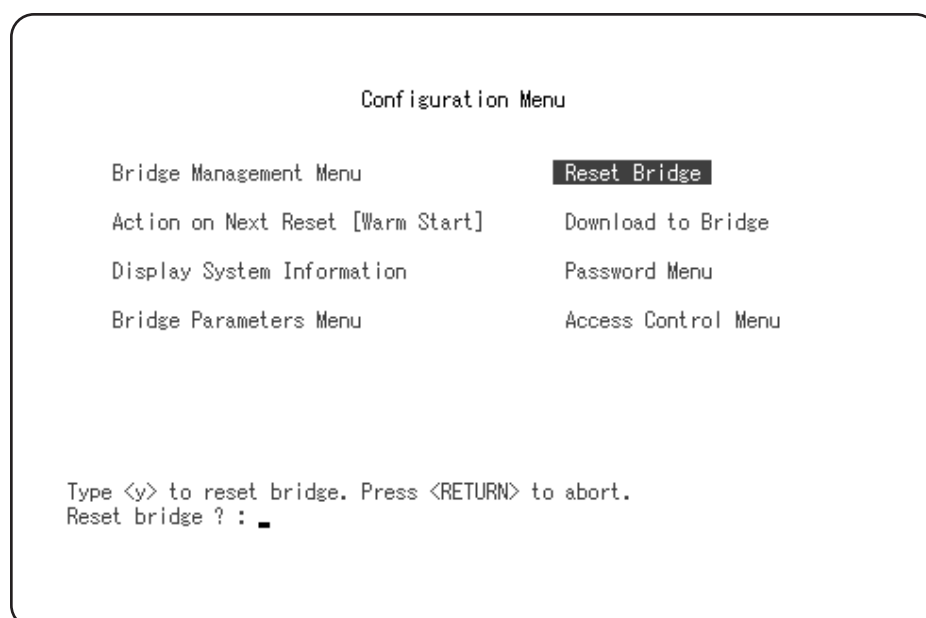 Configuration Menu
Bridge Management Menu Reset Bridge
Action on Next Reset [Warm Start] Download to Bridge
Display System Information Password Menu
Bridge Parameters Menu Access Control Menu
Type <y> to reset bridge. Press <RETURN> to abort.
Reset bridge ? : _